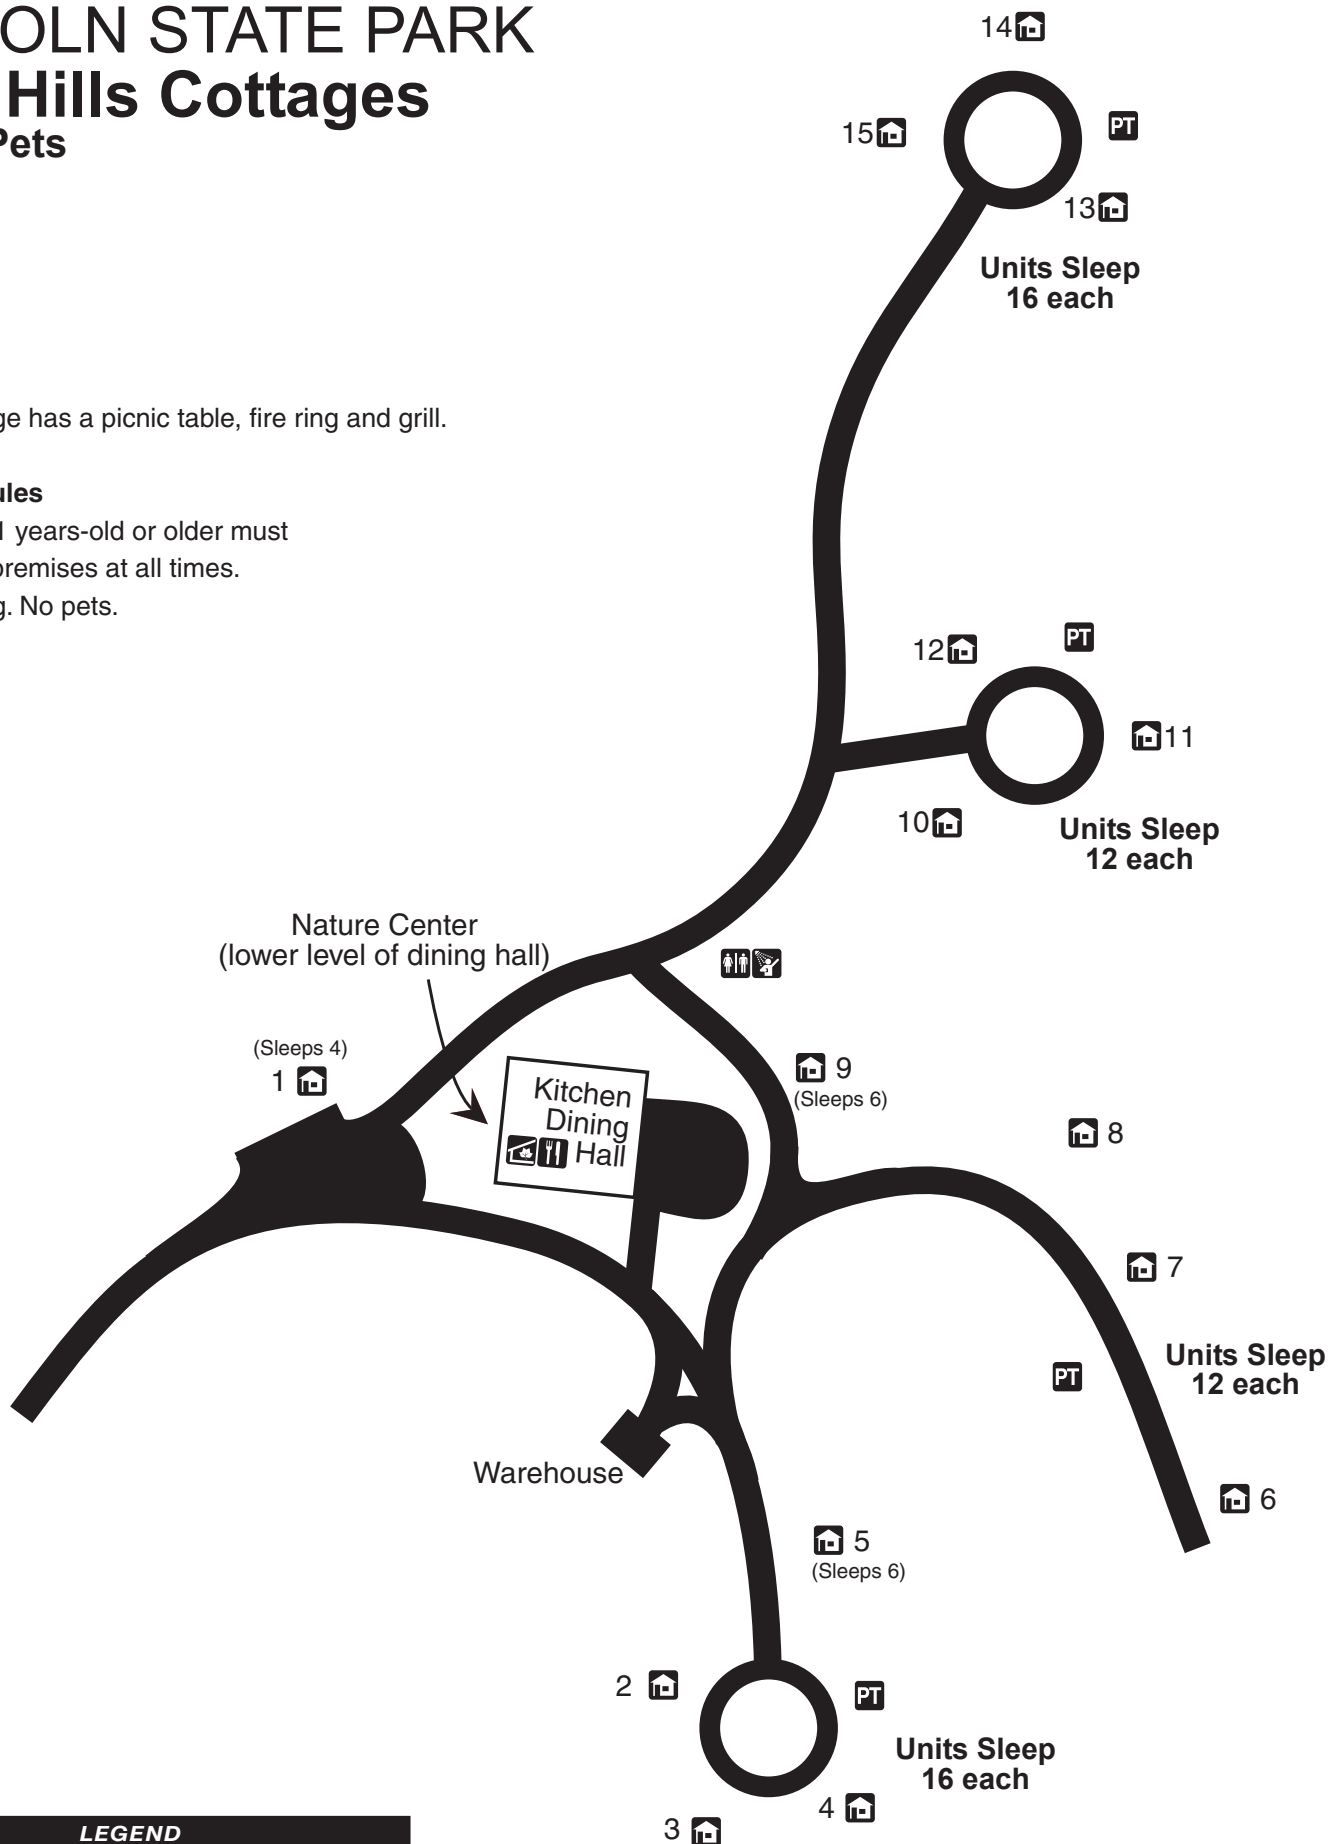 OLN STATE PARK
Hills Cottages
Pets
ge has a picnic table, fire ring and grill.
ules
1 years-old or older must
premises at all times.
g. No pets.
14
15
PT
13
Units Sleep
16 each
12
PT
11
10
Units Sleep
12 each
Nature Center
(lower level of dining hall)
(Sleeps 4)
1
Kitchen
Dining
Hall
9
(Sleeps 6)
8
7
Units Sleep
12 each
PT
6
Warehouse
5
(Sleeps 6)
2
PT
Units Sleep
16 each
4
3
LEGEND